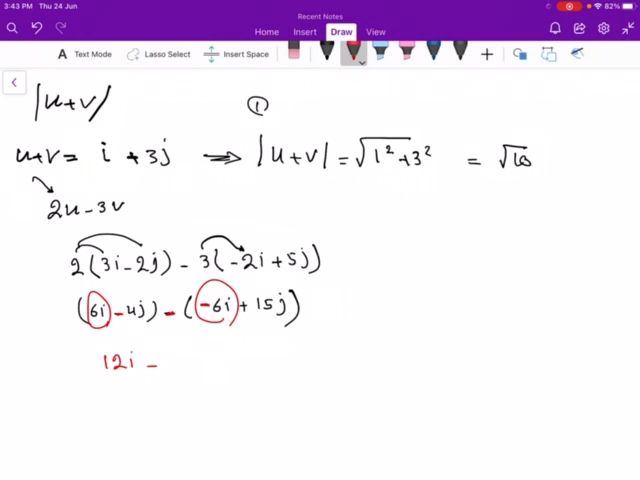 3:43 PM Thu 24 Jun
82%
Recent Notes
Home Insert Draw View
A Text Mode Lasso Select Insert Space
|u+v| ①
u+v = i + 3j ⟹ |u+v| = √1²+3² = √10
2u-3v
2(3i-2j) - 3(-2i+5j))
(6i-4j) - (-6i+15j)
12i -